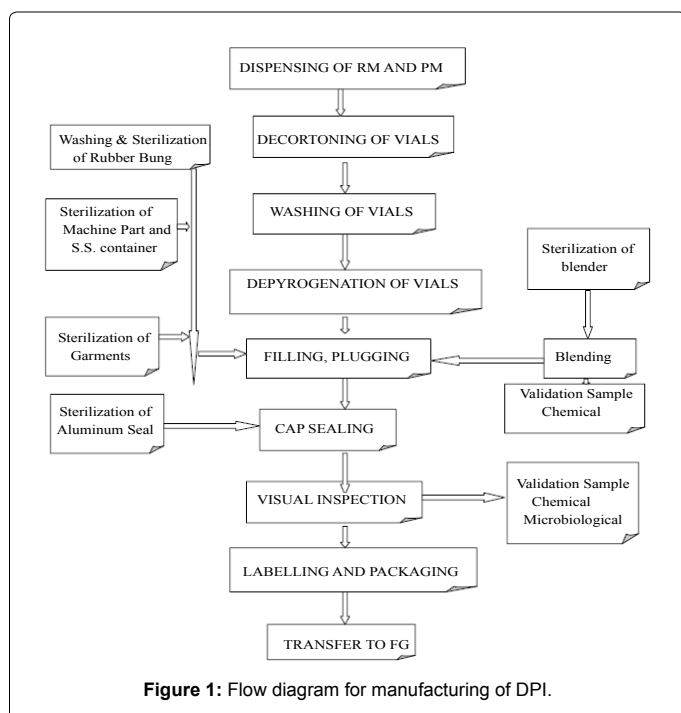 DISPENSING OF RM AND PM
Washing & Sterilization
of Rubber Bung
DECORTONING OF VIALS
Sterilization of
Machine Part and
S.S. container
WASHING OF VIALS
Sterilization of
blender
DEPYROGENATION OF VIALS
Sterilization of
Garments
FILLING, PLUGGING
Blending
Validation Sample
Chemical
Sterilization of
Aluminum Seal
CAP SEALING
VISUAL INSPECTION
Validation Sample
Chemical
Microbiological
LABELLING AND PACKAGING
TRANSFER TO FG
Figure 1: Flow diagram for manufacturing of DPI.